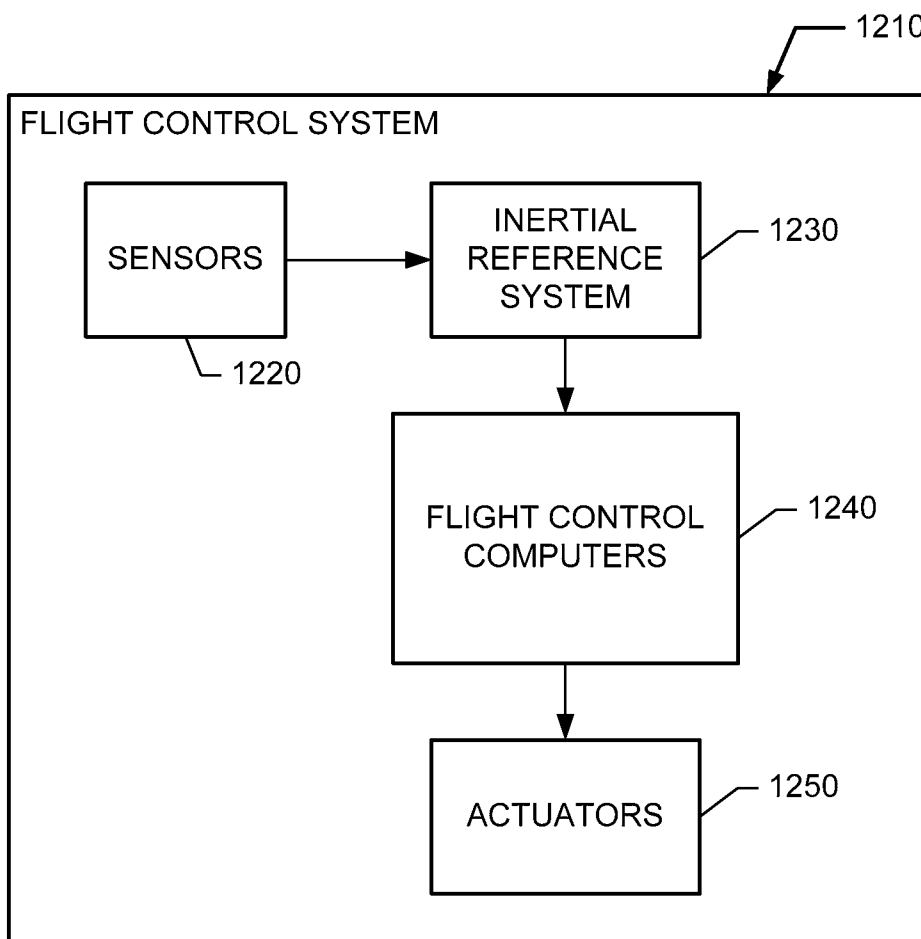 1210
FLIGHT CONTROL SYSTEM
SENSORS
1220
INERTIAL
REFERENCE
SYSTEM
1230
FLIGHT CONTROL
COMPUTERS
1240
ACTUATORS
1250